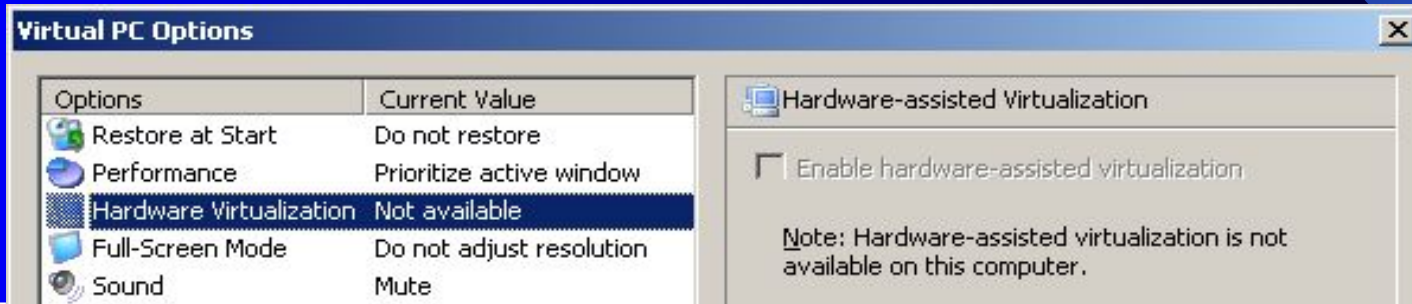 Virtual PC Options
Options Current Value
Restore at Start Do not restore
Performance Prioritize active window
Hardware Virtualization Not available
Full-Screen Mode Do not adjust resolution
Sound Mute
Hardware-assisted Virtualization
Enable hardware-assisted virtualization
Note: Hardware-assisted virtualization is not
available on this computer.